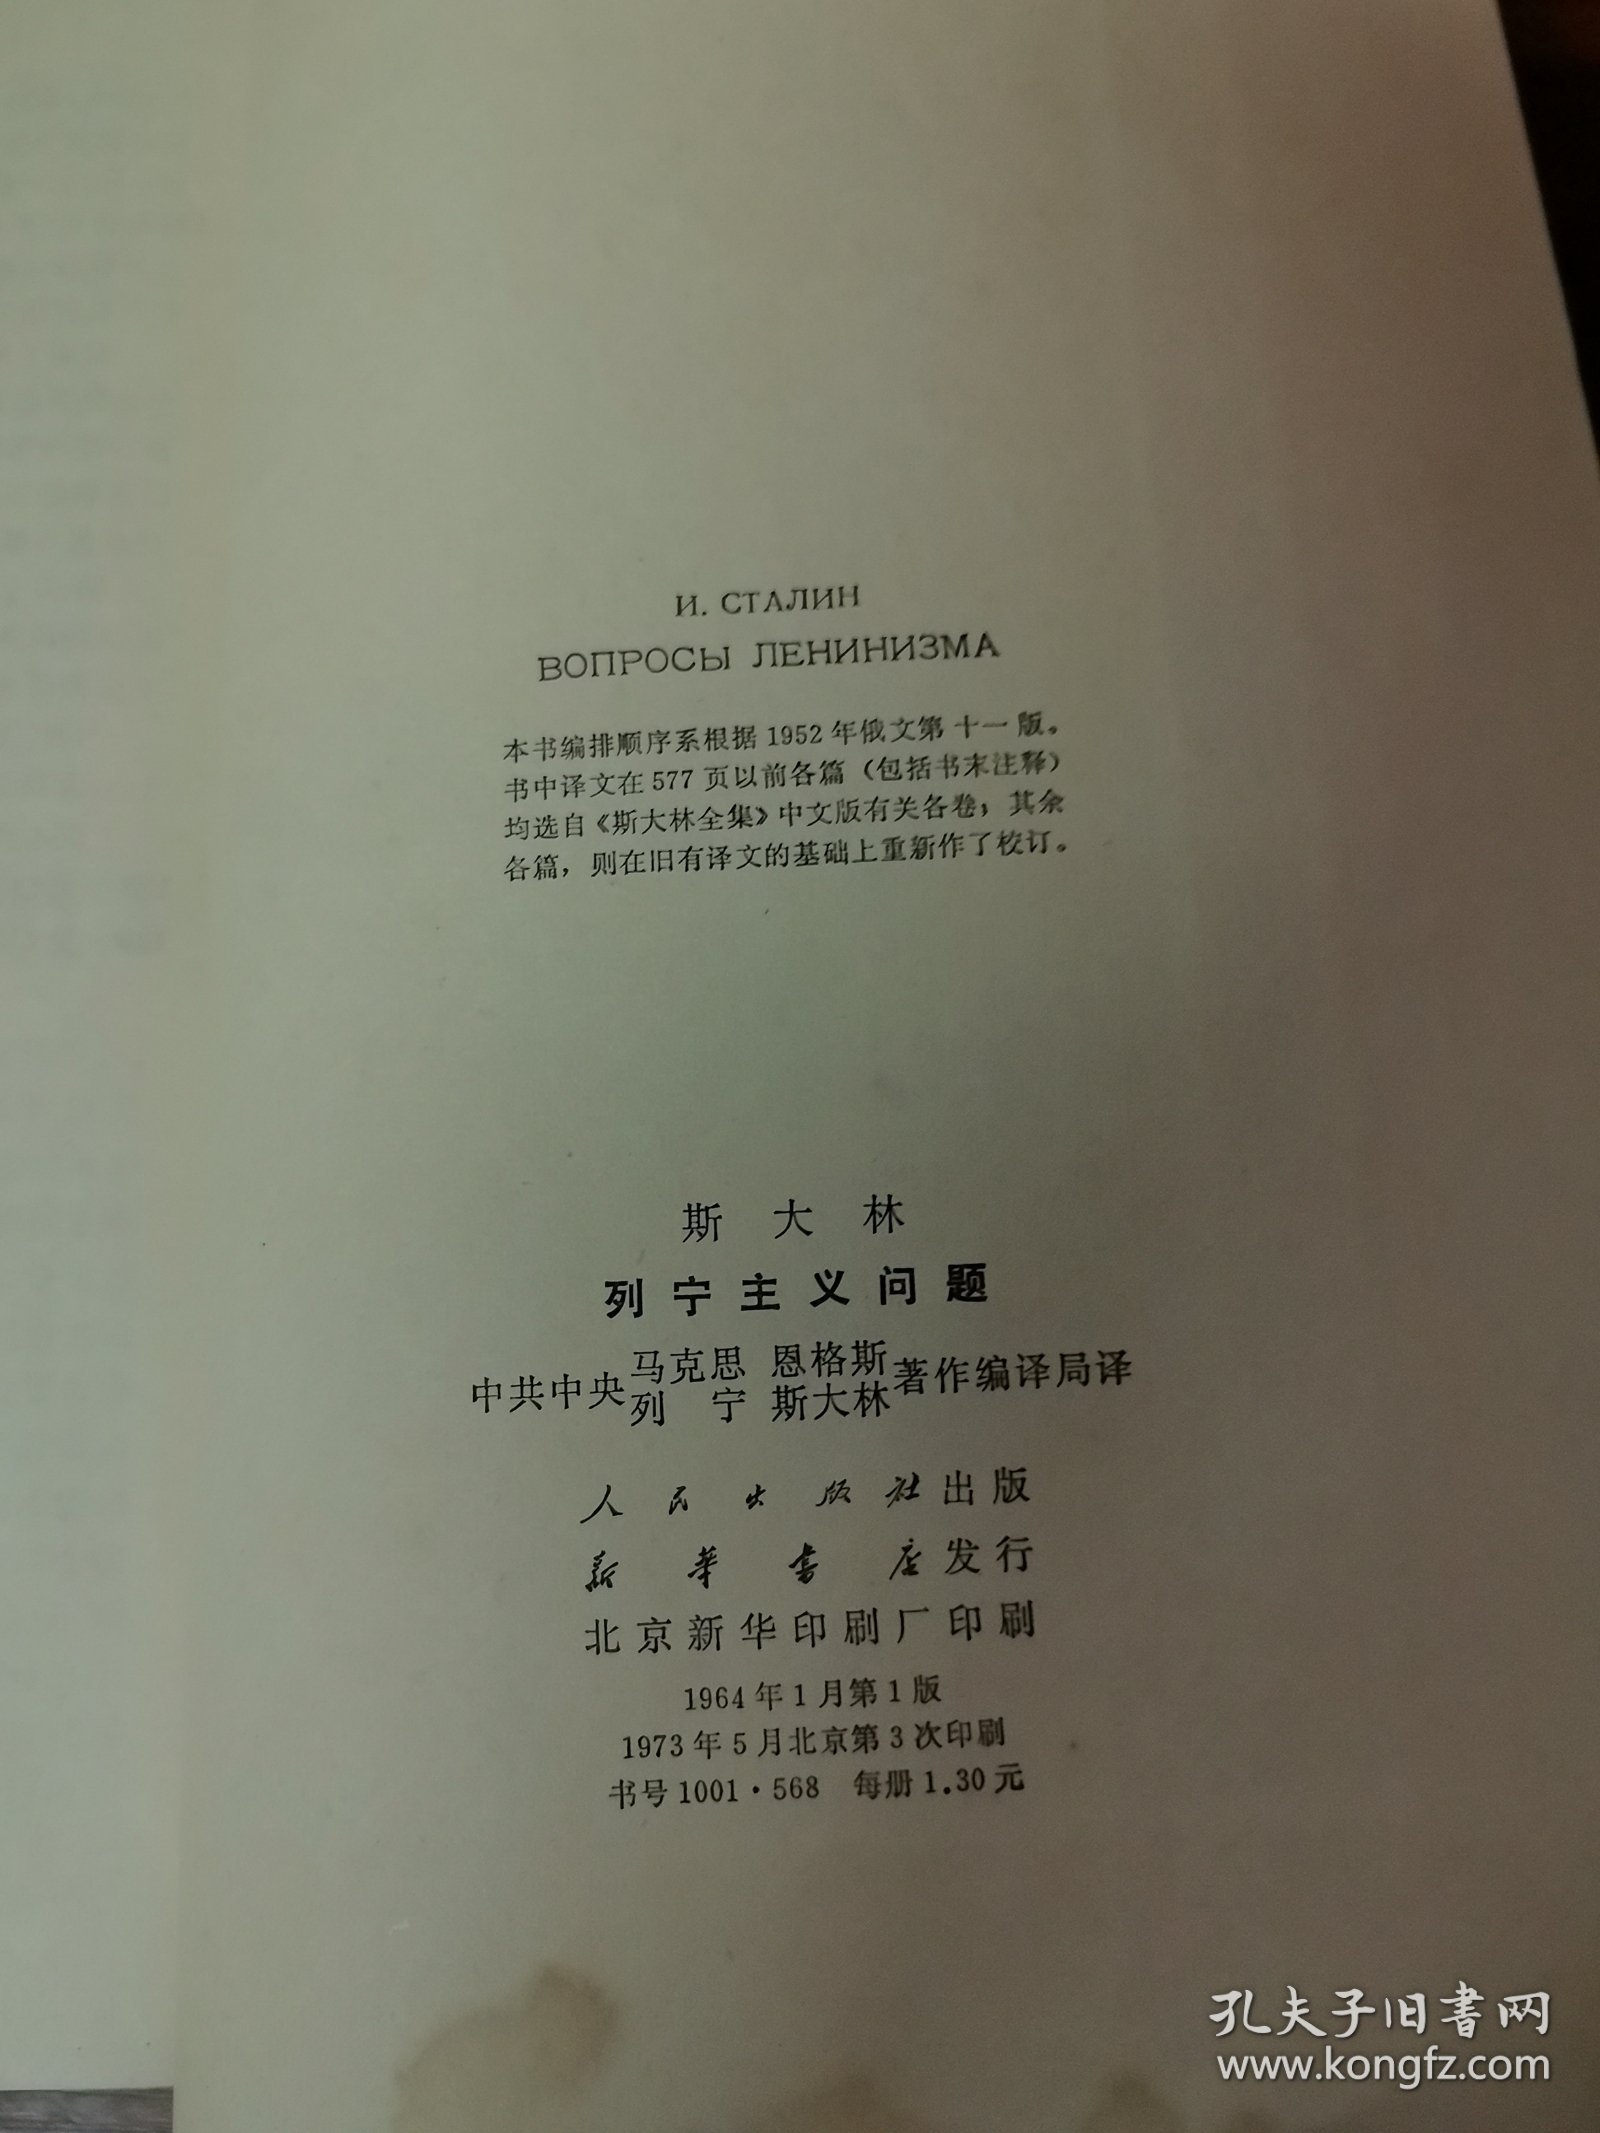 И. СТАЛИН
ВОПРОСЫ ЛЕНИНИЗМА
本书编排顺序系根据1952年俄文第十一版。
书中译文在577页以前各篇（包括书末注释）
均选自《斯大林全集》中文版有关各卷；其余
各篇，则在旧有译文的基础上重新作了校订。
斯大林
列宁主义问题
中共中央马克思 恩格斯列宁 斯大林著作编译局译
人民出版社出版
新华书店发行
北京新华印刷厂印刷
1964年1月第1版
1973年5月北京第3次印刷
书号1001·568 每册1.30元
孔夫子旧书网
www.kongfz.com